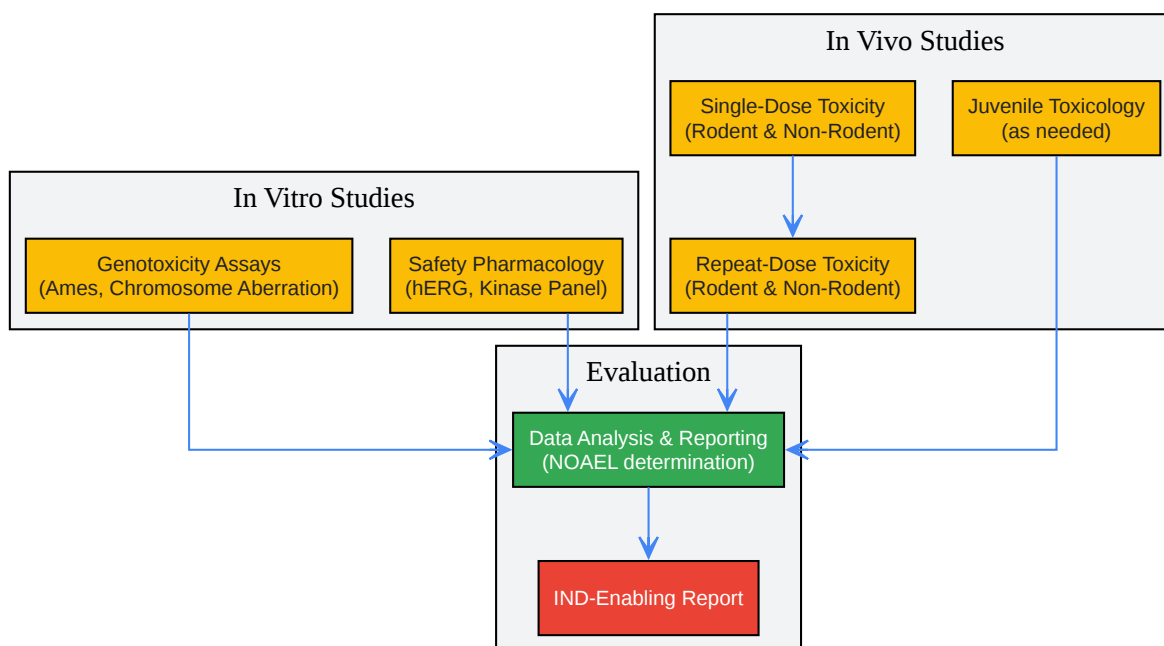 In Vivo Studies
Single-Dose Toxicity
(Rodent & Non-Rodent)
Juvenile Toxicology
(as needed)
In Vitro Studies
Genotoxicity Assays
(Ames, Chromosome Aberration)
Safety Pharmacology
(hERG, Kinase Panel)
Repeat-Dose Toxicity
(Rodent & Non-Rodent)
Evaluation
Data Analysis & Reporting
(NOAEL determination)
IND-Enabling Report